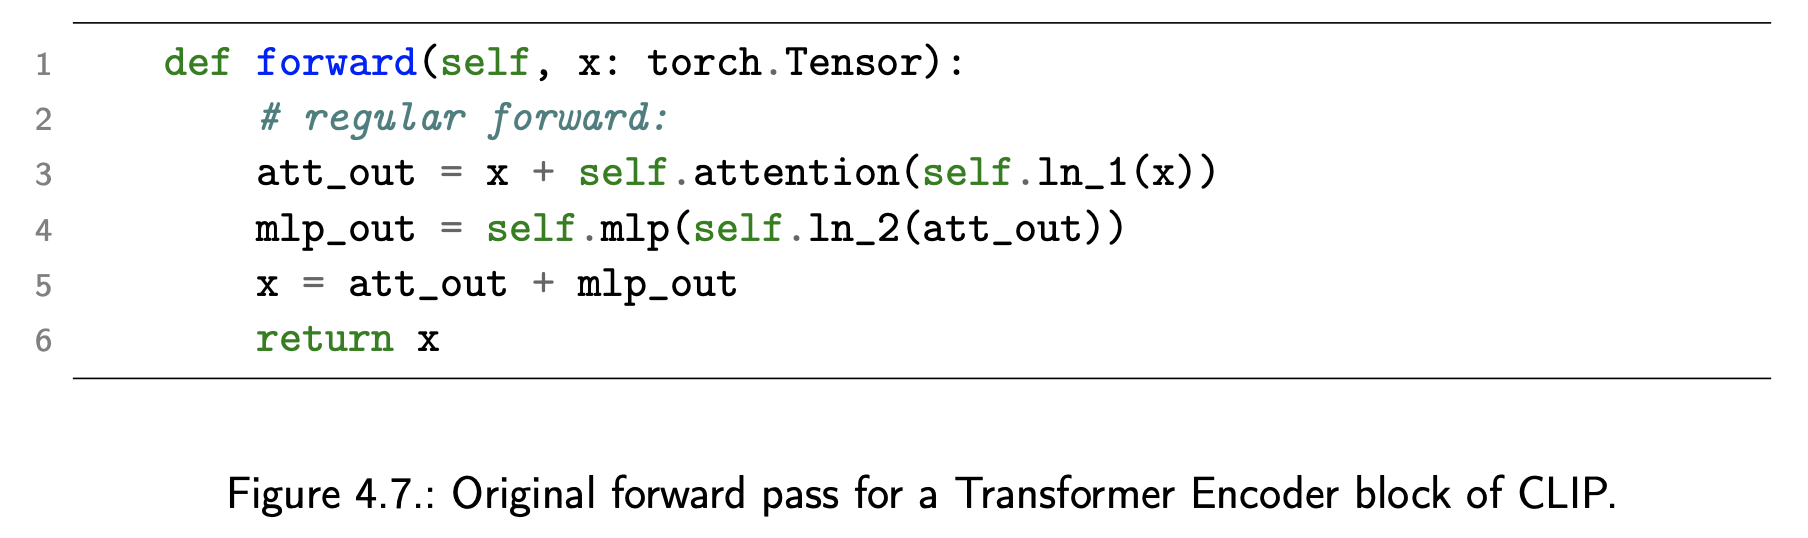 1 def forward(self, x: torch.Tensor):
2 # regular forward:
3 att_out = x + self.attention(self.ln_1(x))
4 mlp_out = self.mlp(self.ln_2(att_out))
5 x = att_out + mlp_out
6 return x
Figure 4.7.: Original forward pass for a Transformer Encoder block of CLIP.